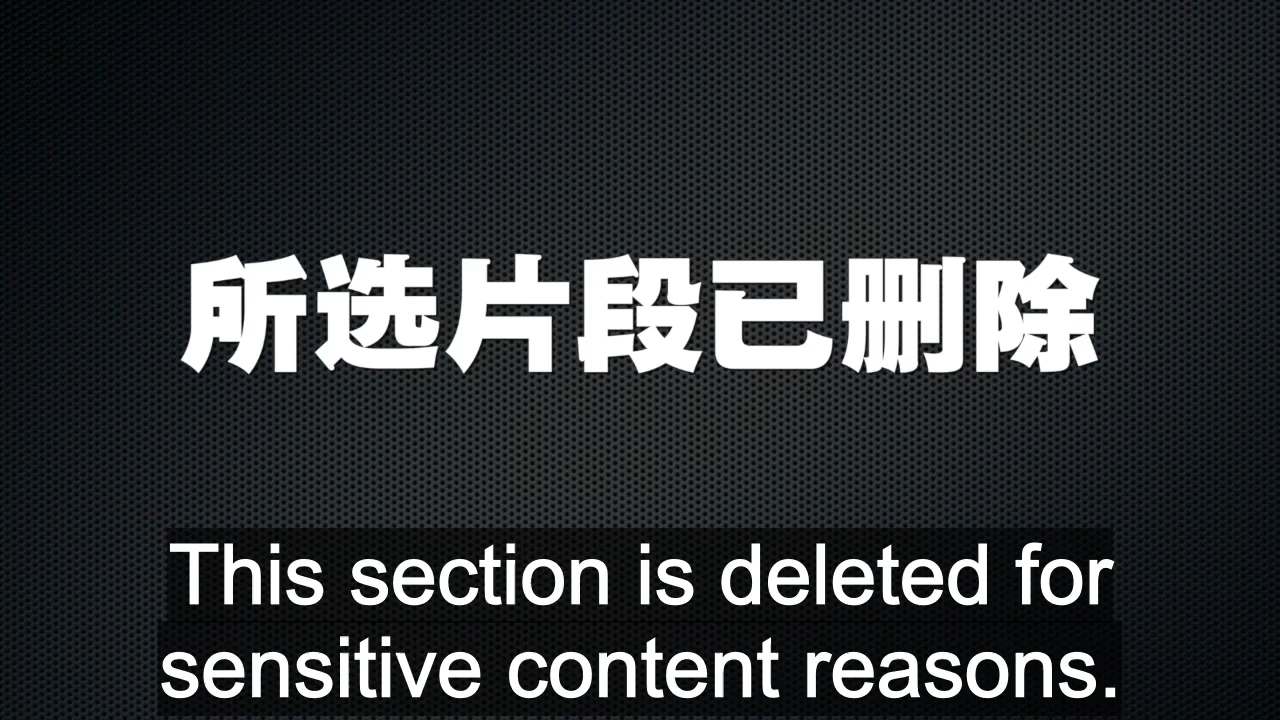 所选片段已删除
This section is deleted for
sensitive content reasons.